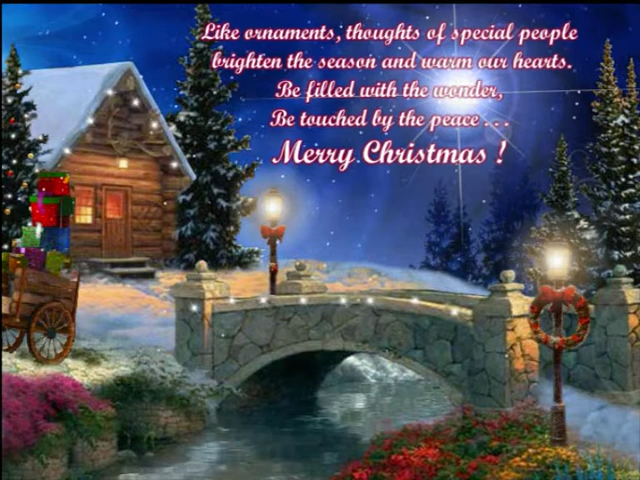 Like ornaments, thoughts of special people
brighten the season and warm our hearts.
Be filled with the wonder,
Be touched by the peace . . .
Merry Christmas !